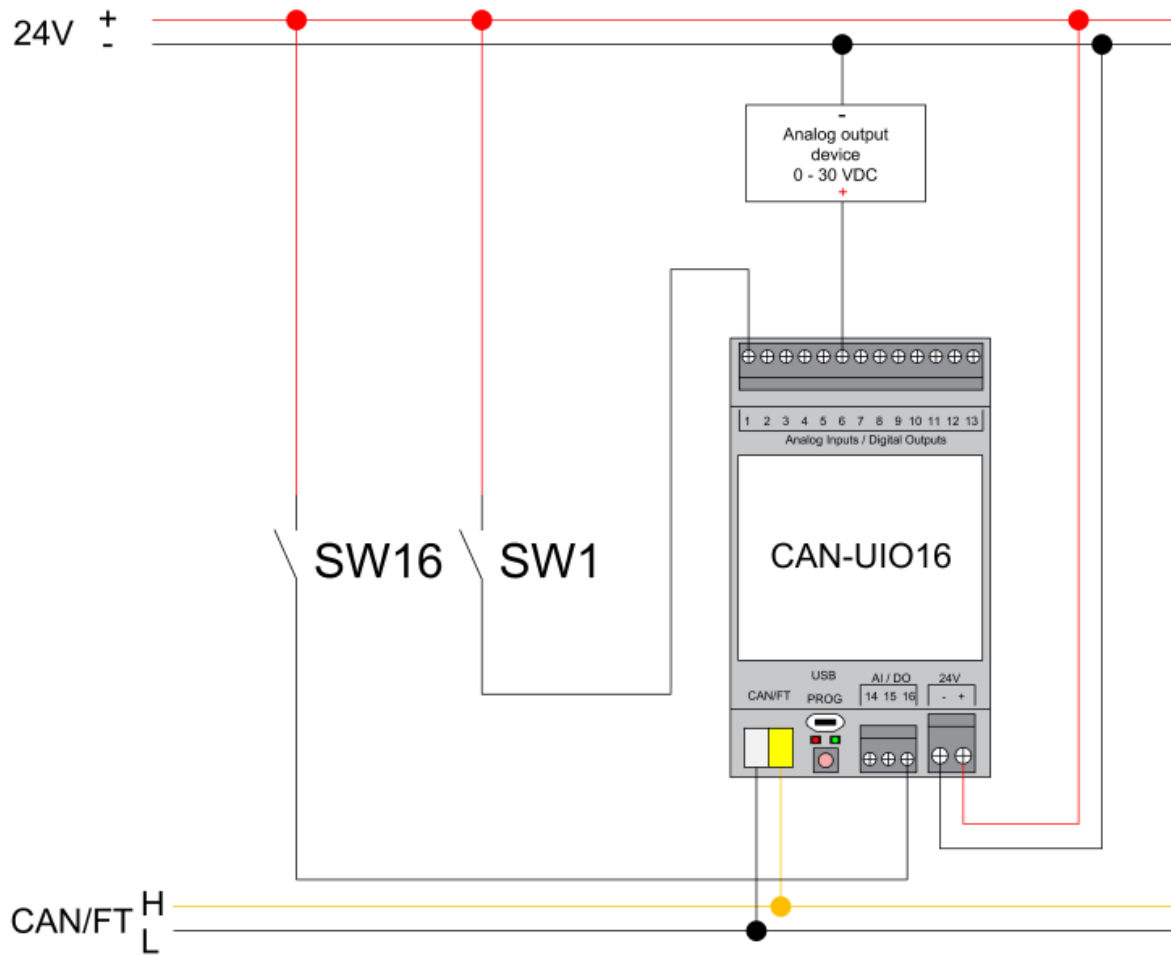 24V +
-
-
Analog output
device
0 - 30 VDC
+
1 2 3 4 5 6 7 8 9 10 11 12 13
Analog Inputs / Digital Outputs
SW16
SW1
CAN-UIO16
USB
AI / DO
24V
CAN/FT
PROG
14 15 16
- +
CAN/FT
H
L